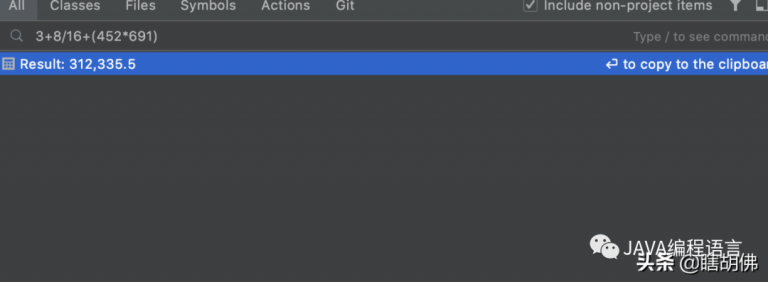 All Classes Files Symbols Actions Git Include non-project items
3+8/16+(452*691) Type / to see command
Result: 312,335.5 ⏎ to copy to the clipboar
JAVA编程语言
头条 @瞎胡佛